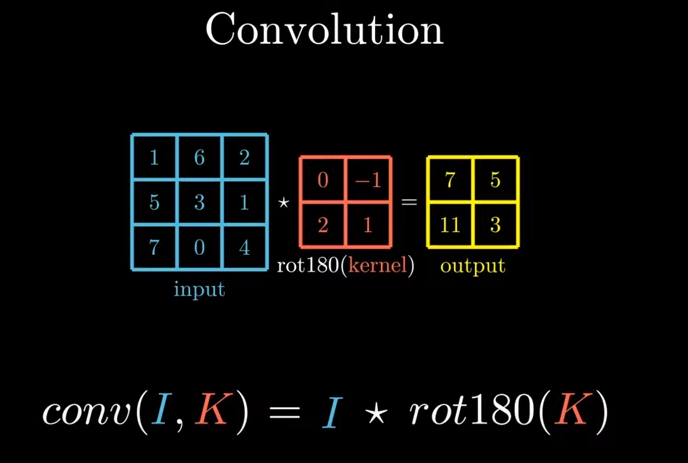 Convolution
1 6 2
5 3 1
7 0 4
input
⋆
0 −1
2 1
rot180(kernel)
=
7 5
11 3
output
conv(I, K) = I ⋆ rot180(K)